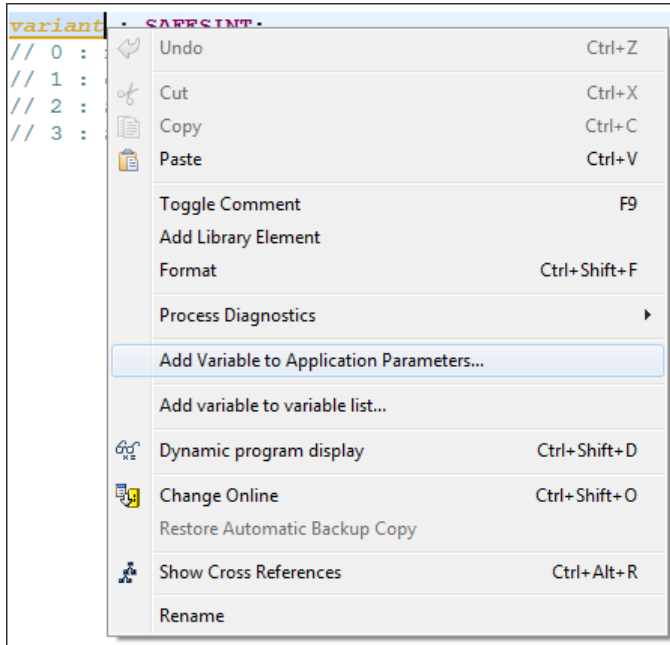 variant : SAFESINT;
// 0 :
// 1 :
// 2 :
// 3 :
Undo Ctrl+Z
Cut Ctrl+X
Copy Ctrl+C
Paste Ctrl+V
Toggle Comment F9
Add Library Element
Format Ctrl+Shift+F
Process Diagnostics
Add Variable to Application Parameters...
Add variable to variable list...
Dynamic program display Ctrl+Shift+D
Change Online Ctrl+Shift+O
Restore Automatic Backup Copy
Show Cross References Ctrl+Alt+R
Rename